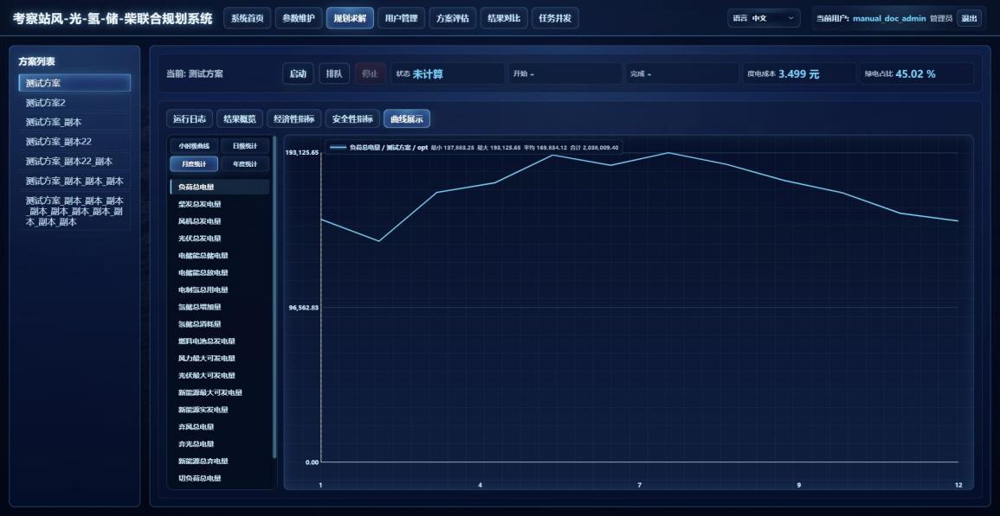 考察站风-光-氢-储-柴联合规划系统 系统首页 参数维护 规划求解 用户管理 方案评估 结果对比 任务并发 语言 中文 当前用户: manual_doc_admin 管理员 退出
方案列表
测试方案
测试方案2
测试方案_副本
测试方案_副本22
测试方案_副本22_副本
测试方案_副本_副本_副本
测试方案_副本_副本_副本
_副本_副本_副本_副本_副
本_副本_副本
当前: 测试方案 启动 排队 停止 状态 未计算 开始 - 完成 - 度电成本 3.499 元 绿电占比 45.02 %
运行日志 结果概览 经济性指标 安全性指标 曲线展示
小时级曲线 日级统计
月度统计 年度统计
负荷总电量
柴发总发电量
风机总发电量
光伏总发电量
电储能总储电量
电储能总放电量
电制氢总用电量
氢储总增加量
氢储总消耗量
燃料电池总发电量
风力最大可发电量
光伏最大可发电量
新能源最大可发电量
新能源实发电量
弃风总电量
弃光总电量
新能源总弃电量
切负荷总电量
负荷总电量 / 测试方案 / opt 最小 137,883.25 最大 193,125.65 平均 169,834.12 合计 2,038,009.40
193,125.65
96,562.83
0.00
1 4 7 9 12